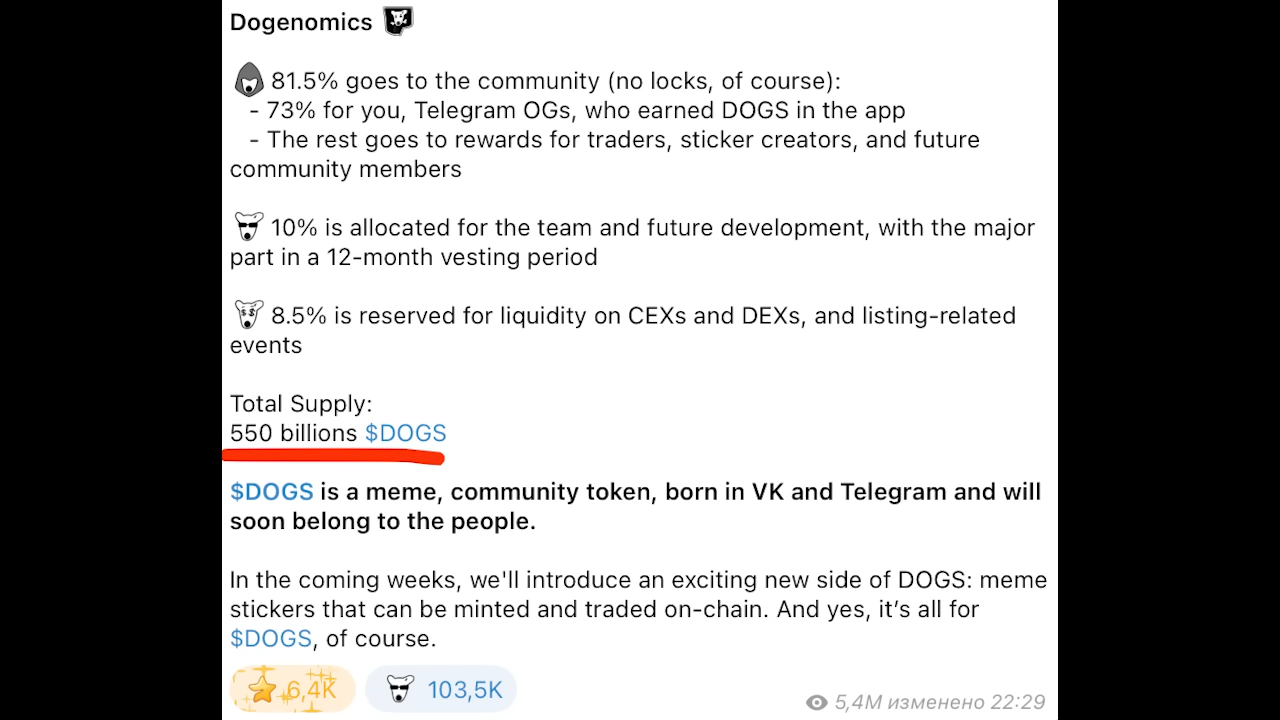 Dogenomics
81.5% goes to the community (no locks, of course):
- 73% for you, Telegram OGs, who earned DOGS in the app
- The rest goes to rewards for traders, sticker creators, and future
community members
10% is allocated for the team and future development, with the major
part in a 12-month vesting period
8.5% is reserved for liquidity on CEXs and DEXs, and listing-related
events
Total Supply:
550 billions $DOGS
$DOGS is a meme, community token, born in VK and Telegram and will
soon belong to the people.
In the coming weeks, we'll introduce an exciting new side of DOGS: meme
stickers that can be minted and traded on-chain. And yes, it’s all for
$DOGS, of course.
6,4K 103,5K
5,4M изменено 22:29